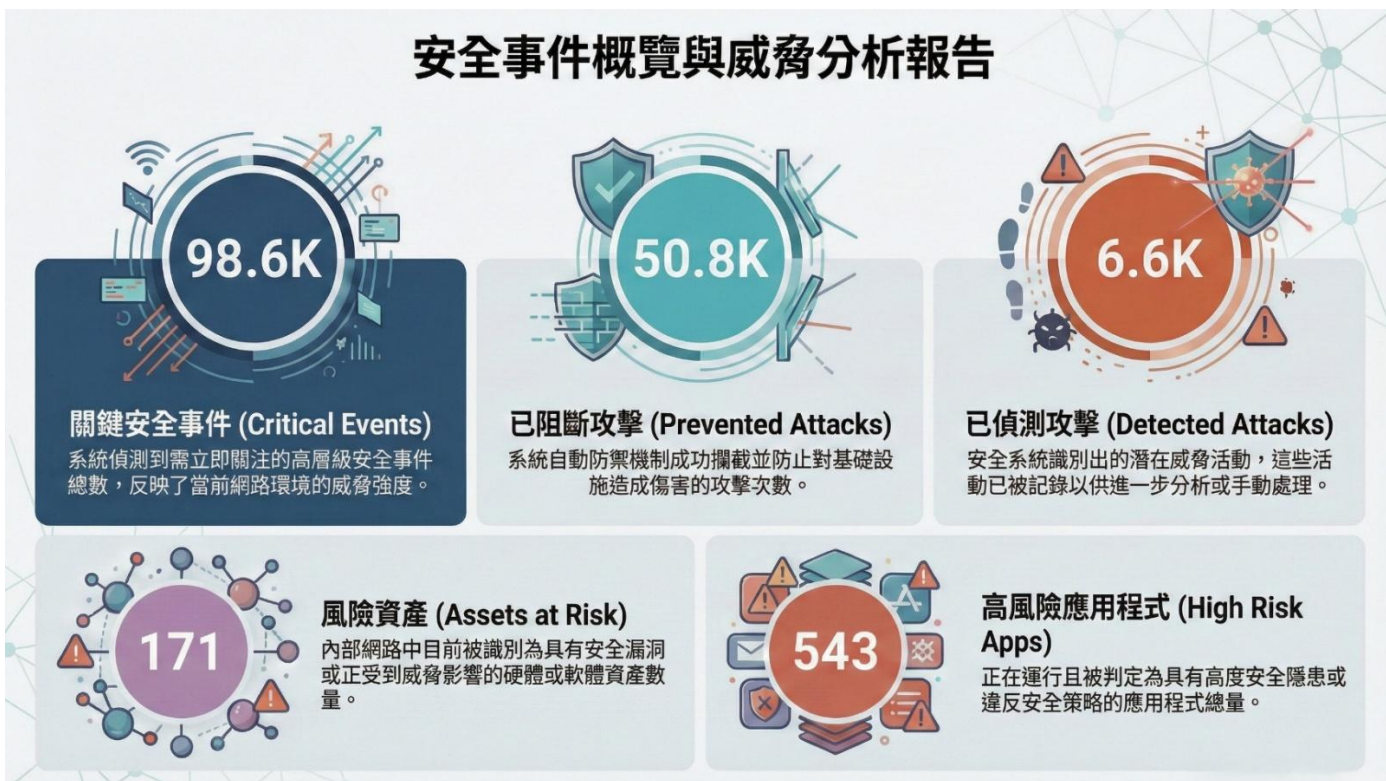 安全事件概覽與威脅分析報告
98.6K
關鍵安全事件 (Critical Events)
系統偵測到需立即關注的高層級安全事件
總數，反映了當前網路環境的威脅強度。
50.8K
已阻斷攻擊 (Prevented Attacks)
系統自動防禦機制成功攔截並防止對基礎設
施造成傷害的攻擊次數。
6.6K
已偵測攻擊 (Detected Attacks)
安全系統識別出的潛在威脅活動，這些活
動已被記錄以供進一步分析或手動處理。
171
風險資產 (Assets at Risk)
內部網路中目前被識別為具有安全漏洞
或正受到威脅影響的硬體或軟體資產數
量。
543
高風險應用程式 (High Risk
Apps)
正在運行且被判定為具有高度安全隱患或
違反安全策略的應用程式總量。